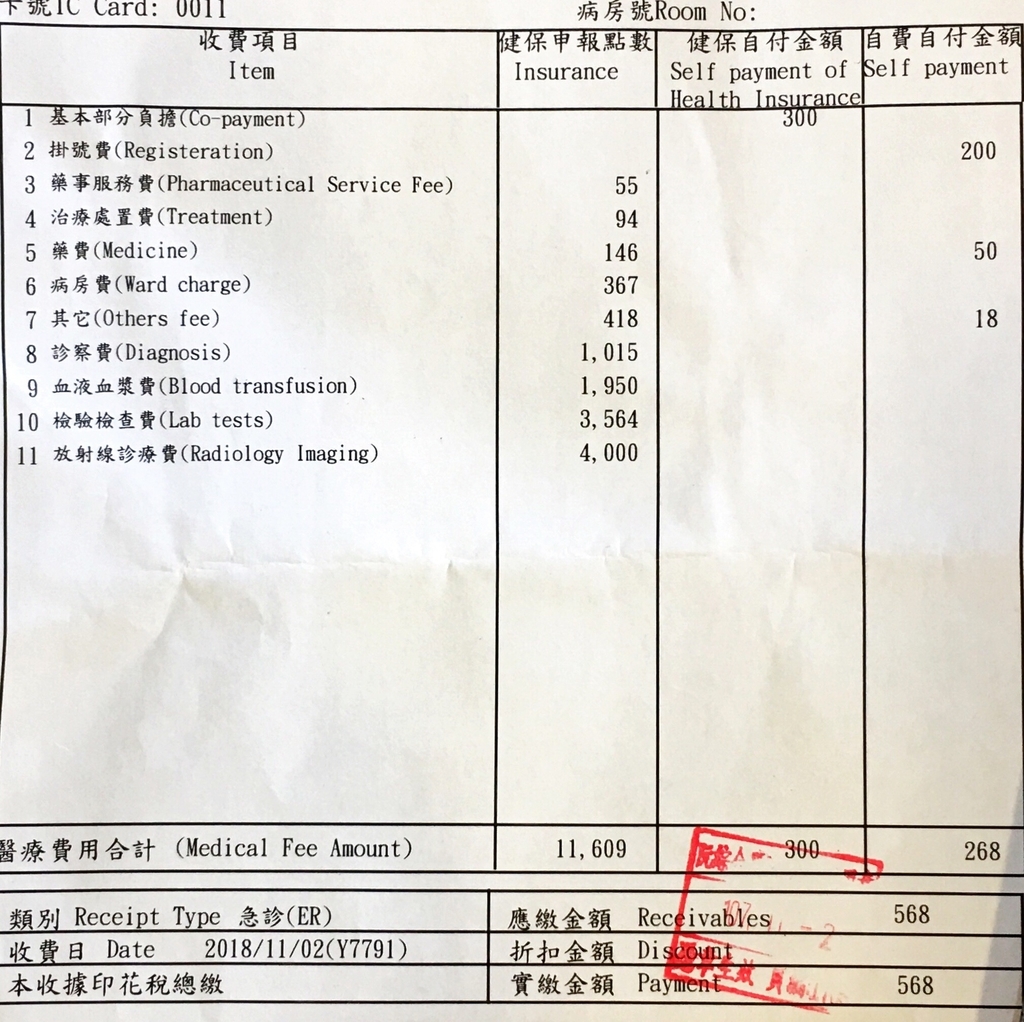 卡號IC Card: 0011 病房號Room No:
收費項目 健保申報點數 健保自付金額 自費自付金額
Item Insurance Self payment of Self payment
Health Insurance
1 基本部分負擔(Co-payment) 300
2 掛號費(Registeration) 200
3 藥事服務費(Pharmaceutical Service Fee) 55
4 治療處置費(Treatment) 94
5 藥費(Medicine) 146 50
6 病房費(Ward charge) 367
7 其它(Others fee) 418 18
8 診察費(Diagnosis) 1,015
9 血液血漿費(Blood transfusion) 1,950
10 檢驗檢查費(Lab tests) 3,564
11 放射線診療費(Radiology Imaging) 4,000
醫療費用合計 (Medical Fee Amount) 11,609 300 268
類別 Receipt Type 急診(ER) 應繳金額 Receivables 568
收費日 Date 2018/11/02(Y7791) 折扣金額 Discount
本收據印花稅總繳 實繳金額 Payment 568
107. 11. -2